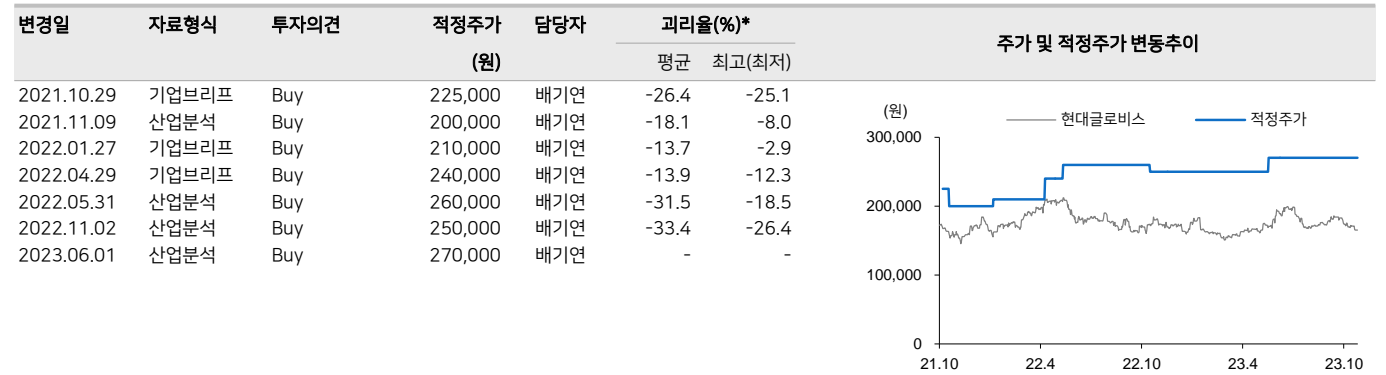 변경일 자료형식 투자의견 적정주가 담당자 괴리율(%)* 주가 및 적정주가 변동추이
(원) 평균 최고(최저)
2021.10.29 기업브리프 Buy 225,000 배기연 -26.4 -25.1
2021.11.09 산업분석 Buy 200,000 배기연 -18.1 -8.0
2022.01.27 기업브리프 Buy 210,000 배기연 -13.7 -2.9
2022.04.29 기업브리프 Buy 240,000 배기연 -13.9 -12.3
2022.05.31 산업분석 Buy 260,000 배기연 -31.5 -18.5
2022.11.02 산업분석 Buy 250,000 배기연 -33.4 -26.4
2023.06.01 산업분석 Buy 270,000 배기연 - -
(원) 현대글로비스 적정주가
300,000
200,000
100,000
0
21.10 22.4 22.10 23.4 23.10